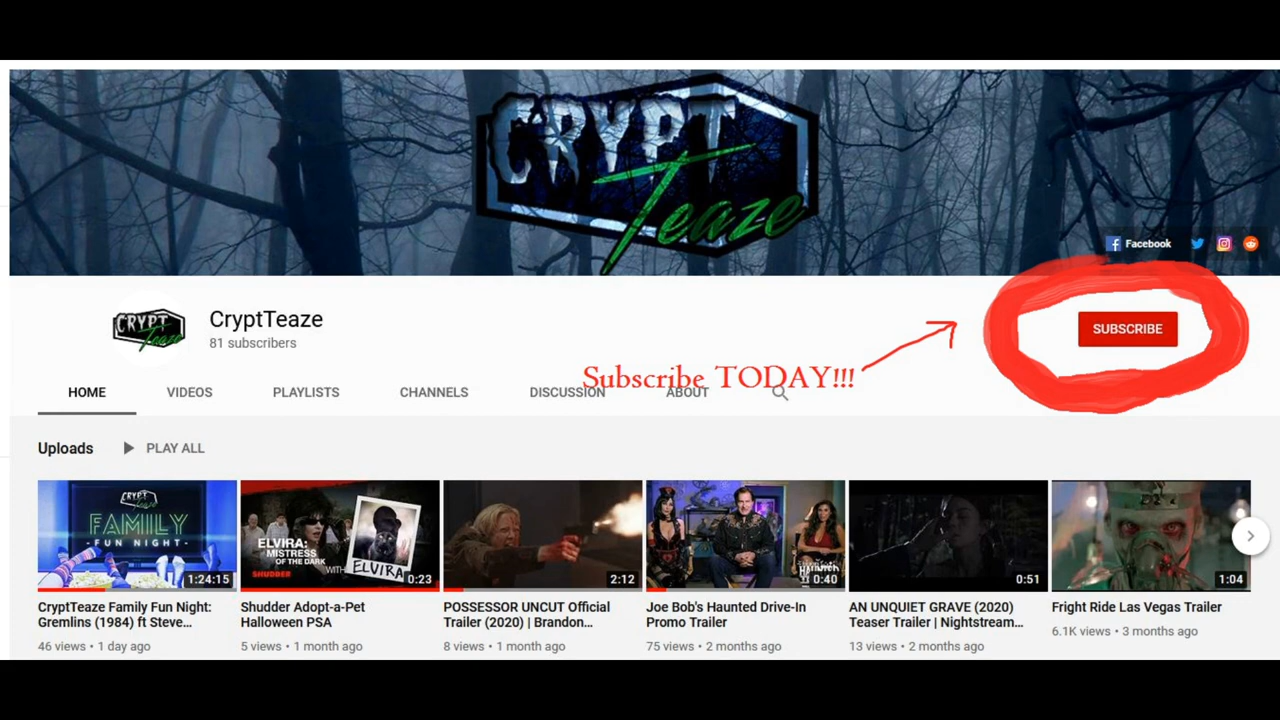 CRYPT
Teaze
Facebook
CRYPT
Teaze
CryptTeaze
81 subscribers
SUBSCRIBE
Subscribe TODAY!!!
HOME VIDEOS PLAYLISTS CHANNELS DISCUSSION ABOUT
Uploads PLAY ALL
CRYPT
FAMILY
-FUN NIGHT-
1:24:15
ELVIRA:
MISTRESS
OF THE DARK
WITH ELVIRA
SHUDDER
0:23
2:12
0:40
0:51
1:04
CryptTeaze Family Fun Night:
Gremlins (1984) ft Steve...
46 views • 1 day ago
Shudder Adopt-a-Pet
Halloween PSA
5 views • 1 month ago
POSSESSOR UNCUT Official
Trailer (2020) | Brandon...
8 views • 1 month ago
Joe Bob's Haunted Drive-In
Promo Trailer
75 views • 2 months ago
AN UNQUIET GRAVE (2020)
Teaser Trailer | Nightstream...
13 views • 2 months ago
Fright Ride Las Vegas Trailer
6.1K views • 3 months ago